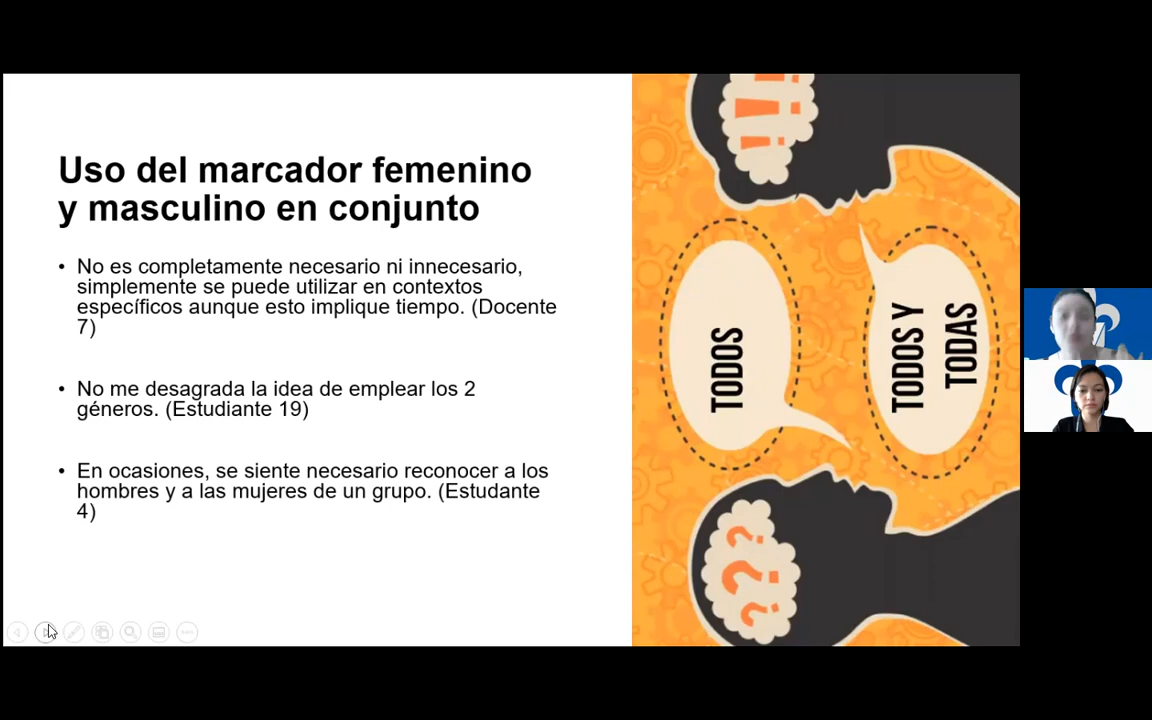 Uso del marcador femenino
y masculino en conjunto
• No es completamente necesario ni innecesario,
simplemente se puede utilizar en contextos
específicos aunque esto implique tiempo. (Docente
7)
• No me desagrada la idea de emplear los 2
géneros. (Estudiante 19)
• En ocasiones, se siente necesario reconocer a los
hombres y a las mujeres de un grupo. (Estudante
4)
¡¡¡
TODOS
TODOS Y
TODAS
¿¿¿